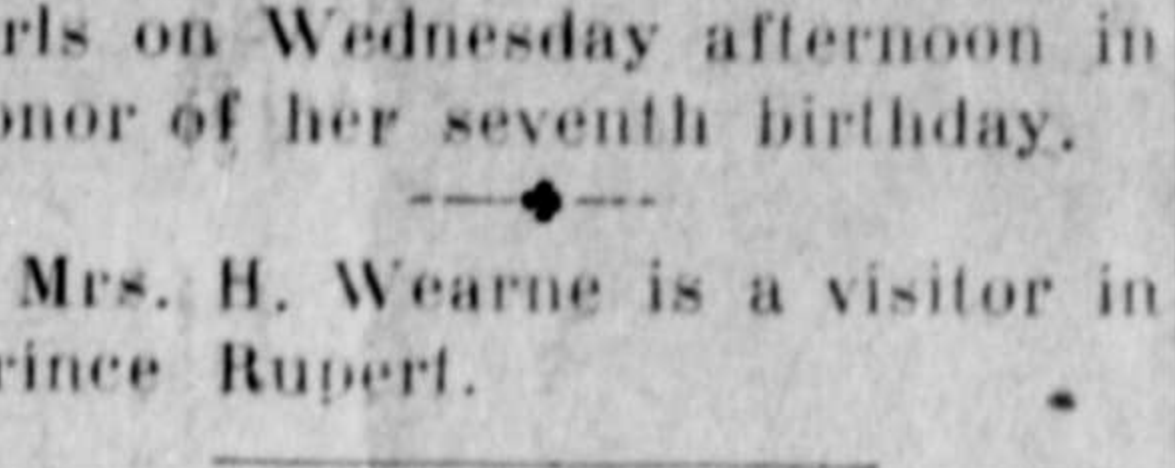 rls on Wednesday afternoon in
onor of her seventh birthday.
Mrs. H. Wearne is a visitor in
rince Rupert.